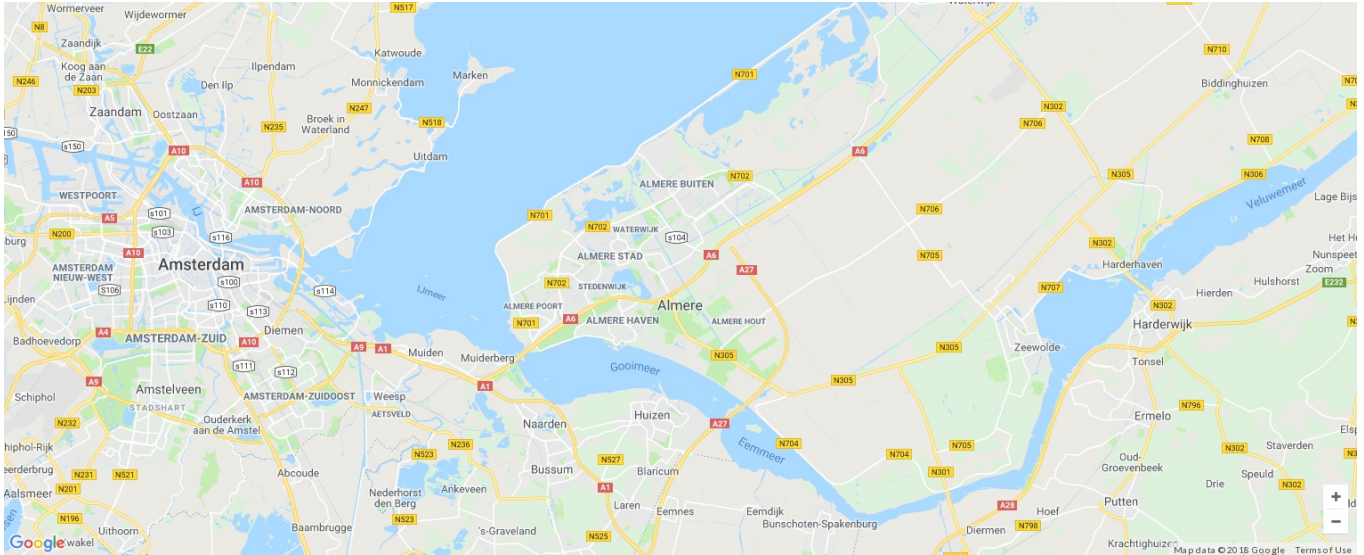 Wormerveer
Wijdewormer
N517
Waterwijk
N8
Zaandijk
E22
N710
Koog aan
de Zaan
Ilpendam
Katwoude
Marken
N701
N246
N203
Den Ilp
Monnickendam
Biddinghuizen
Zaandam
Oostzaan
N247
Broek in
Waterland
N302
N706
s150
N235
N518
N708
A10
Uitdam
A6
N305
N306
WESTPOORT
A10
ALMERE BUITEN
N702
Veluwemeer
Lage Bijs
A5
s101
IJ
AMSTERDAM-NOORD
N701
N706
N200
s103
s116
N702
WATERWIJK
s104
N302
A10
Amsterdam
ALMERE STAD
A6
N705
Harderhaven
Het Hu
Nunspeet
Zoom
AMSTERDAM
NIEUW-WEST
s100
A27
Hulshorst
E232
Lijnden
S106
s114
IJmeer
N702
STEDENWIJK
N707
Hierden
s110
s113
ALMERE POORT
Almere
N302
A4
Diemen
N701
A6
ALMERE HAVEN
ALMERE HOUT
Harderwijk
Badhoevedorp
AMSTERDAM-ZUID
A10
A9
A1
Muiden
Muiderberg
N305
N305
Zeewolde
Tonsel
s111
s112
Gooimeer
A9
Amstelveen
STADSHART
AMSTERDAM-ZUIDOOST
Weesp
A1
N305
Schiphol
AETSVELD
Huizen
N796
Ermelo
N232
Ouderkerk
aan de Amstel
Naarden
A27
Eemmeer
N704
N705
N302
Staverden
Schiphol-Rijk
N236
N523
N527
N704
N301
Oud-
Groevenbeek
Speuld
N231
N521
Abcoude
Bussum
Blaricum
Drie
N302
N201
Aalsmeer
Nederhorst
den Berg
Ankeveen
A1
Laren
Eemnes
Eemdijk
A28
Hoef
Putten
N196
Uithoorn
Baambrugge
N523
's-Graveland
N525
Bunschoten-Spakenburg
Diermen
N798
Krachtighuizen
Google
Map data ©2018 Google
Terms of Use